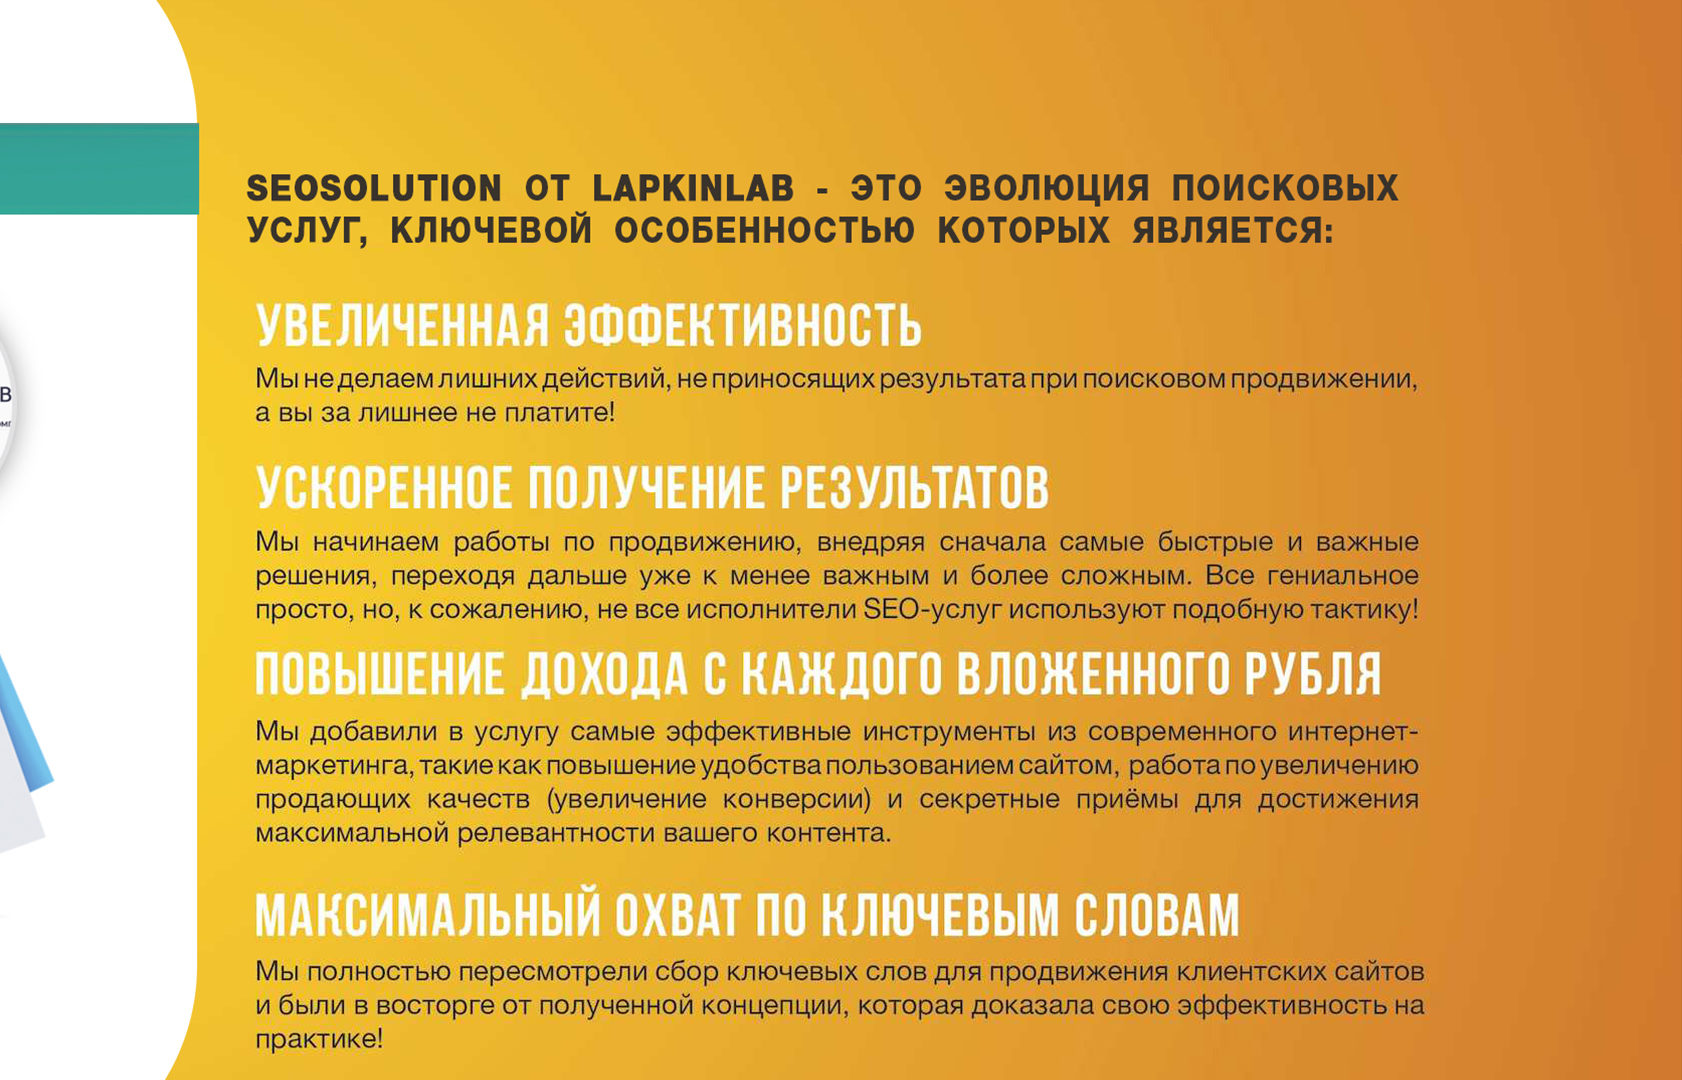 SEOSOLUTION ОТ LAPKINLAB - ЭТО ЭВОЛЮЦИЯ ПОИСКОВЫХ
УСЛУГ, КЛЮЧЕВОЙ ОСОБЕННОСТЬЮ КОТОРЫХ ЯВЛЯЕТСЯ:
УВЕЛИЧЕННАЯ ЭФФЕКТИВНОСТЬ
Мы не делаем лишних действий, не приносящих результата при поисковом продвижении,
а вы за лишнее не платите!
УСКОРЕННОЕ ПОЛУЧЕНИЕ РЕЗУЛЬТАТОВ
Мы начинаем работы по продвижению, внедряя сначала самые быстрые и важные
решения, переходя дальше уже к менее важным и более сложным. Все гениальное
просто, но, к сожалению, не все исполнители SEO-услуг используют подобную тактику!
ПОВЫШЕНИЕ ДОХОДА С КАЖДОГО ВЛОЖЕННОГО РУБЛЯ
Мы добавили в услугу самые эффективные инструменты из современного интернет-
маркетинга, такие как повышение удобства пользованием сайтом, работа по увеличению
продающих качеств (увеличение конверсии) и секретные приёмы для достижения
максимальной релевантности вашего контента.
МАКСИМАЛЬНЫЙ ОХВАТ ПО КЛЮЧЕВЫМ СЛОВАМ
Мы полностью пересмотрели сбор ключевых слов для продвижения клиентских сайтов
и были в восторге от полученной концепции, которая доказала свою эффективность на
практике!